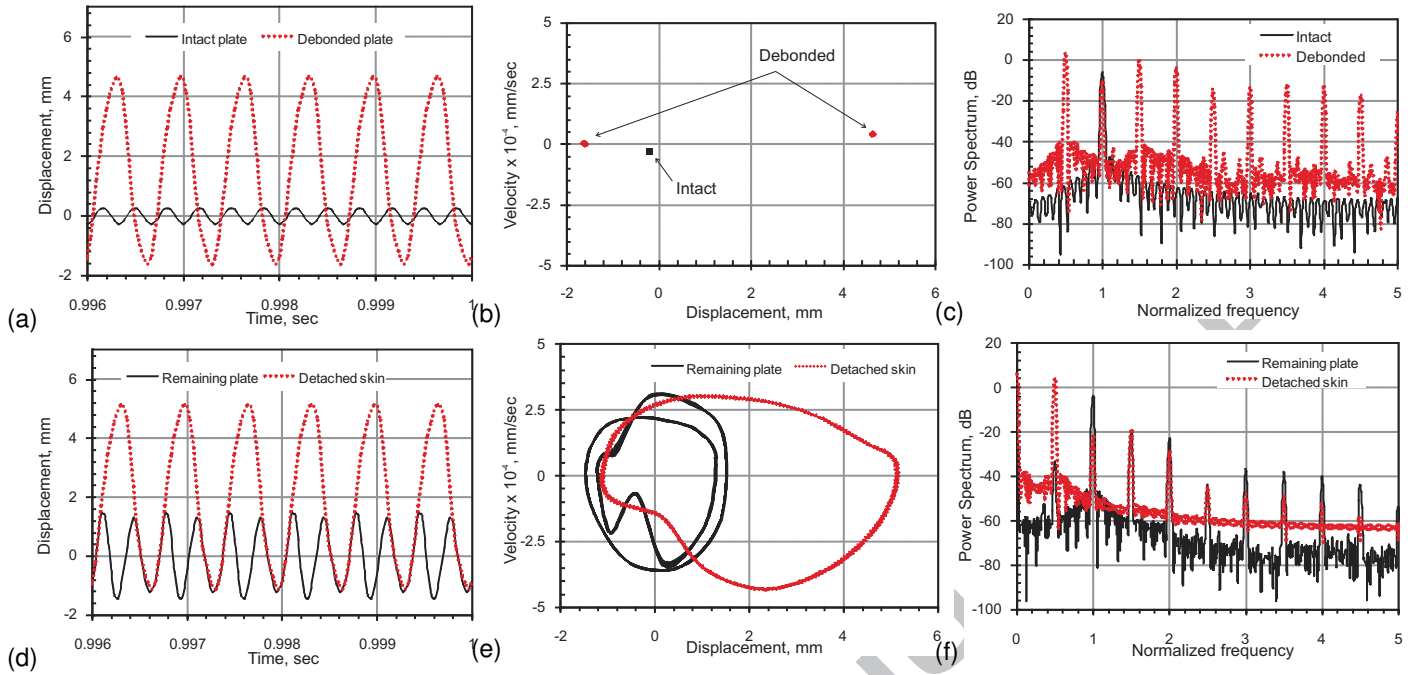 6
4
2
0
-2
Displacement, mm
Intact plate
Debonded plate
0.996
0.997
0.998
0.999
1
Time, sec
(a)
5
2.5
0
-2.5
-5
Velocity x 10⁻⁴, mm/sec
Debonded
Intact
-2
0
2
4
6
Displacement, mm
(b)
20
0
-20
-40
-60
-80
-100
Power Spectrum, dB
Intact
Debonded
0
1
2
3
4
5
Normalized frequency
(c)
6
4
2
0
-2
Displacement, mm
Remaining plate
Detached skin
0.996
0.997
0.998
0.999
1
Time, sec
(d)
5
2.5
0
-2.5
-5
Velocity x 10⁻⁴, mm/sec
Remaining plate
Detached skin
-2
0
2
4
6
Displacement, mm
(e)
20
0
-20
-40
-60
-80
-100
Power Spectrum, dB
Remaining plate
Detached skin
0
1
2
3
4
5
Normalized frequency
(f)